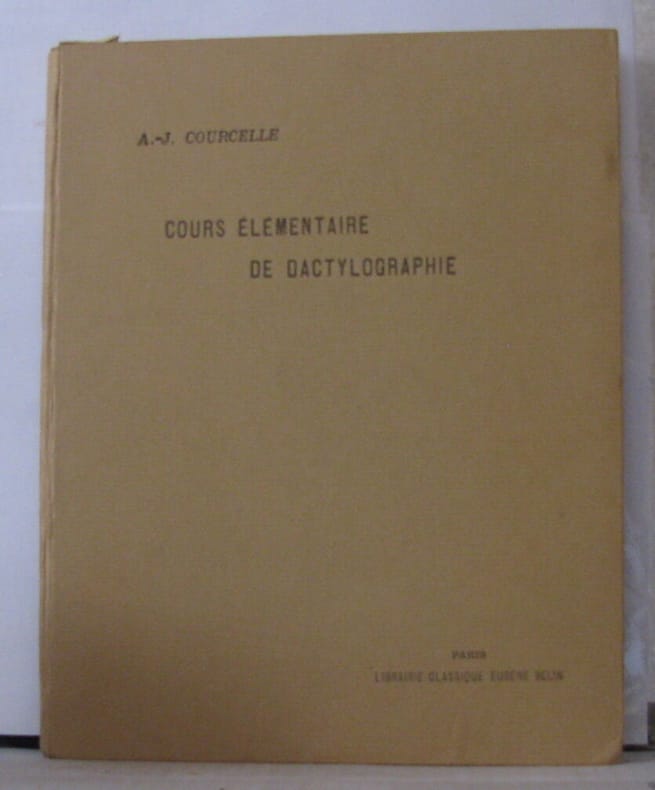 A.-J. COURCELLE
COURS ÉLÉMENTAIRE
DE DACTYLOGRAPHIE
PARIS
LIBRAIRIE CLASSIQUE EUGÈNE BELIN